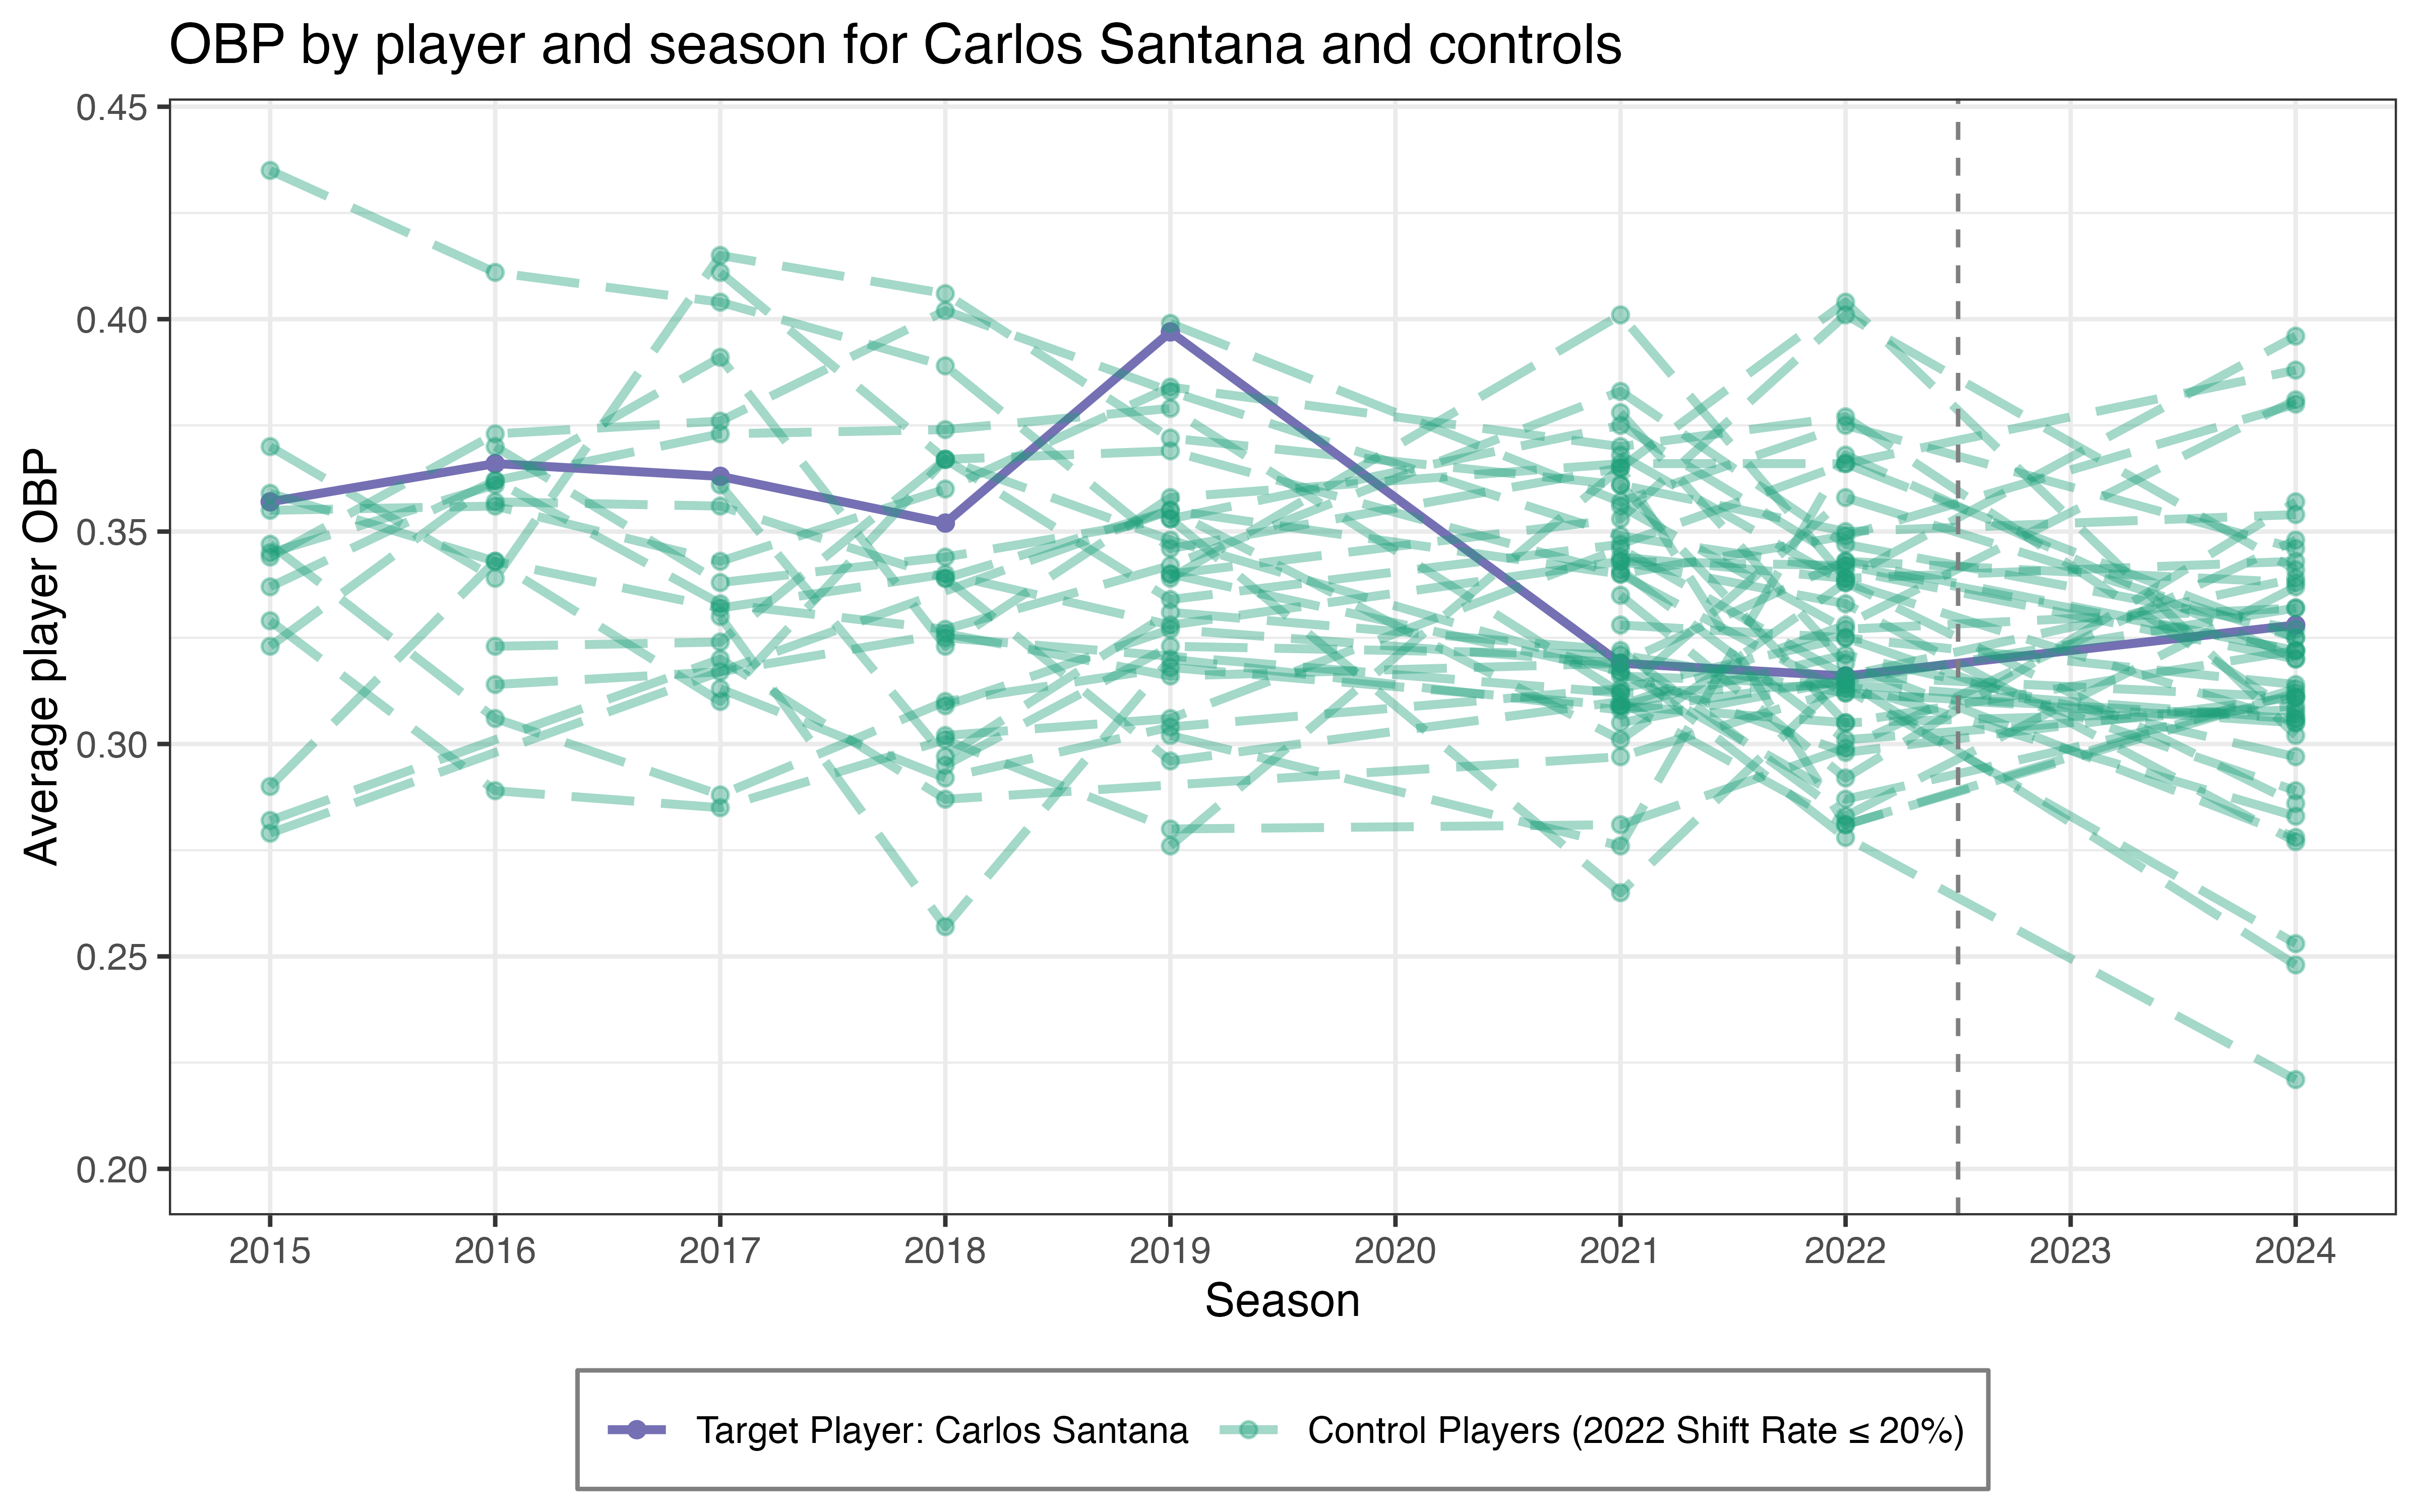 OBP by player and season for Carlos Santana and controls
Average player OBP
0.45
0.40
0.35
0.30
0.25
0.20
2015 2016 2017 2018 2019 2020 2021 2022 2023 2024
Season
Target Player: Carlos Santana Control Players (2022 Shift Rate ≤ 20%)